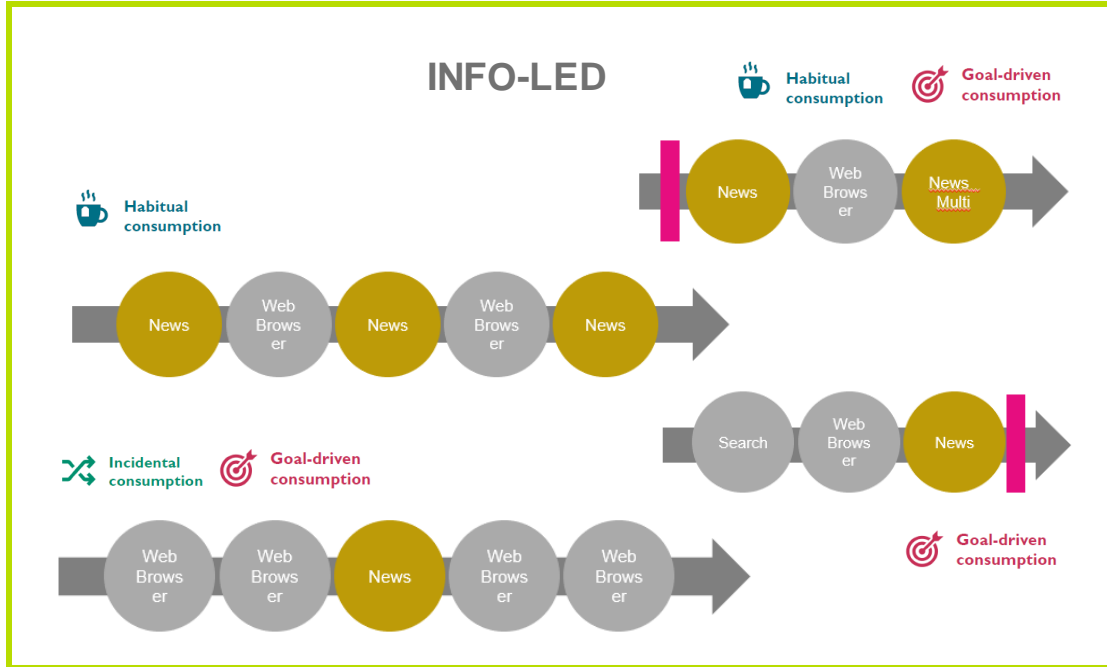 INFO-LED
Habitual
consumption
Goal-driven
consumption
News
Web
Brows
er
News
Multi
Habitual
consumption
News
Web
Brows
er
News
Web
Brows
er
News
Search
Web
Brows
er
News
Goal-driven
consumption
Incidental
consumption
Goal-driven
consumption
Web
Brows
er
Web
Brows
er
News
Web
Brows
er
Web
Brows
er